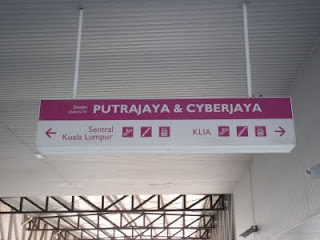 PUTRAJAYA & CYBERJAYA
Sentral
Kuala Lumpur
KLIA